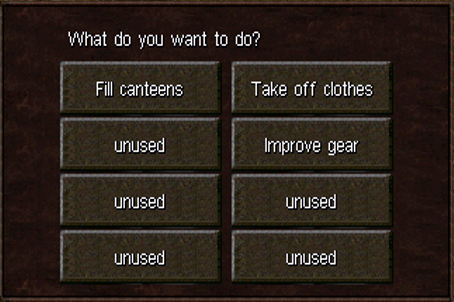 What do you want to do?
Fill canteens
Take off clothes
unused
Improve gear
unused
unused
unused
unused